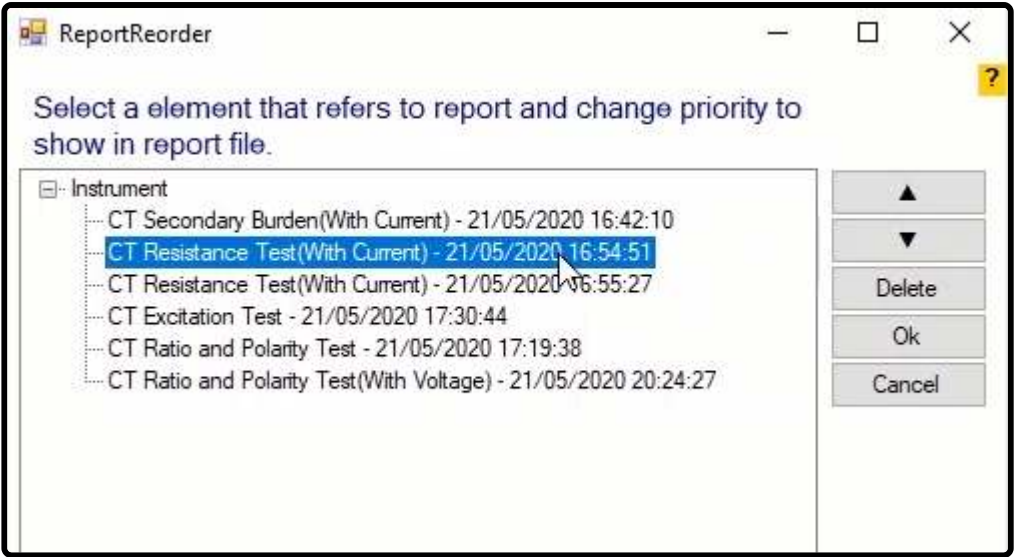 ReportReorder
?
Select a element that refers to report and change priority to
show in report file.
Instrument
CT Secondary Burden(With Current) - 21/05/2020 16:42:10
CT Resistance Test(With Current) - 21/05/2020 16:54:51
CT Resistance Test(With Current) - 21/05/2020 16:55:27
CT Excitation Test - 21/05/2020 17:30:44
CT Ratio and Polarity Test - 21/05/2020 17:19:38
CT Ratio and Polarity Test(With Voltage) - 21/05/2020 20:24:27
▲
▼
Delete
Ok
Cancel